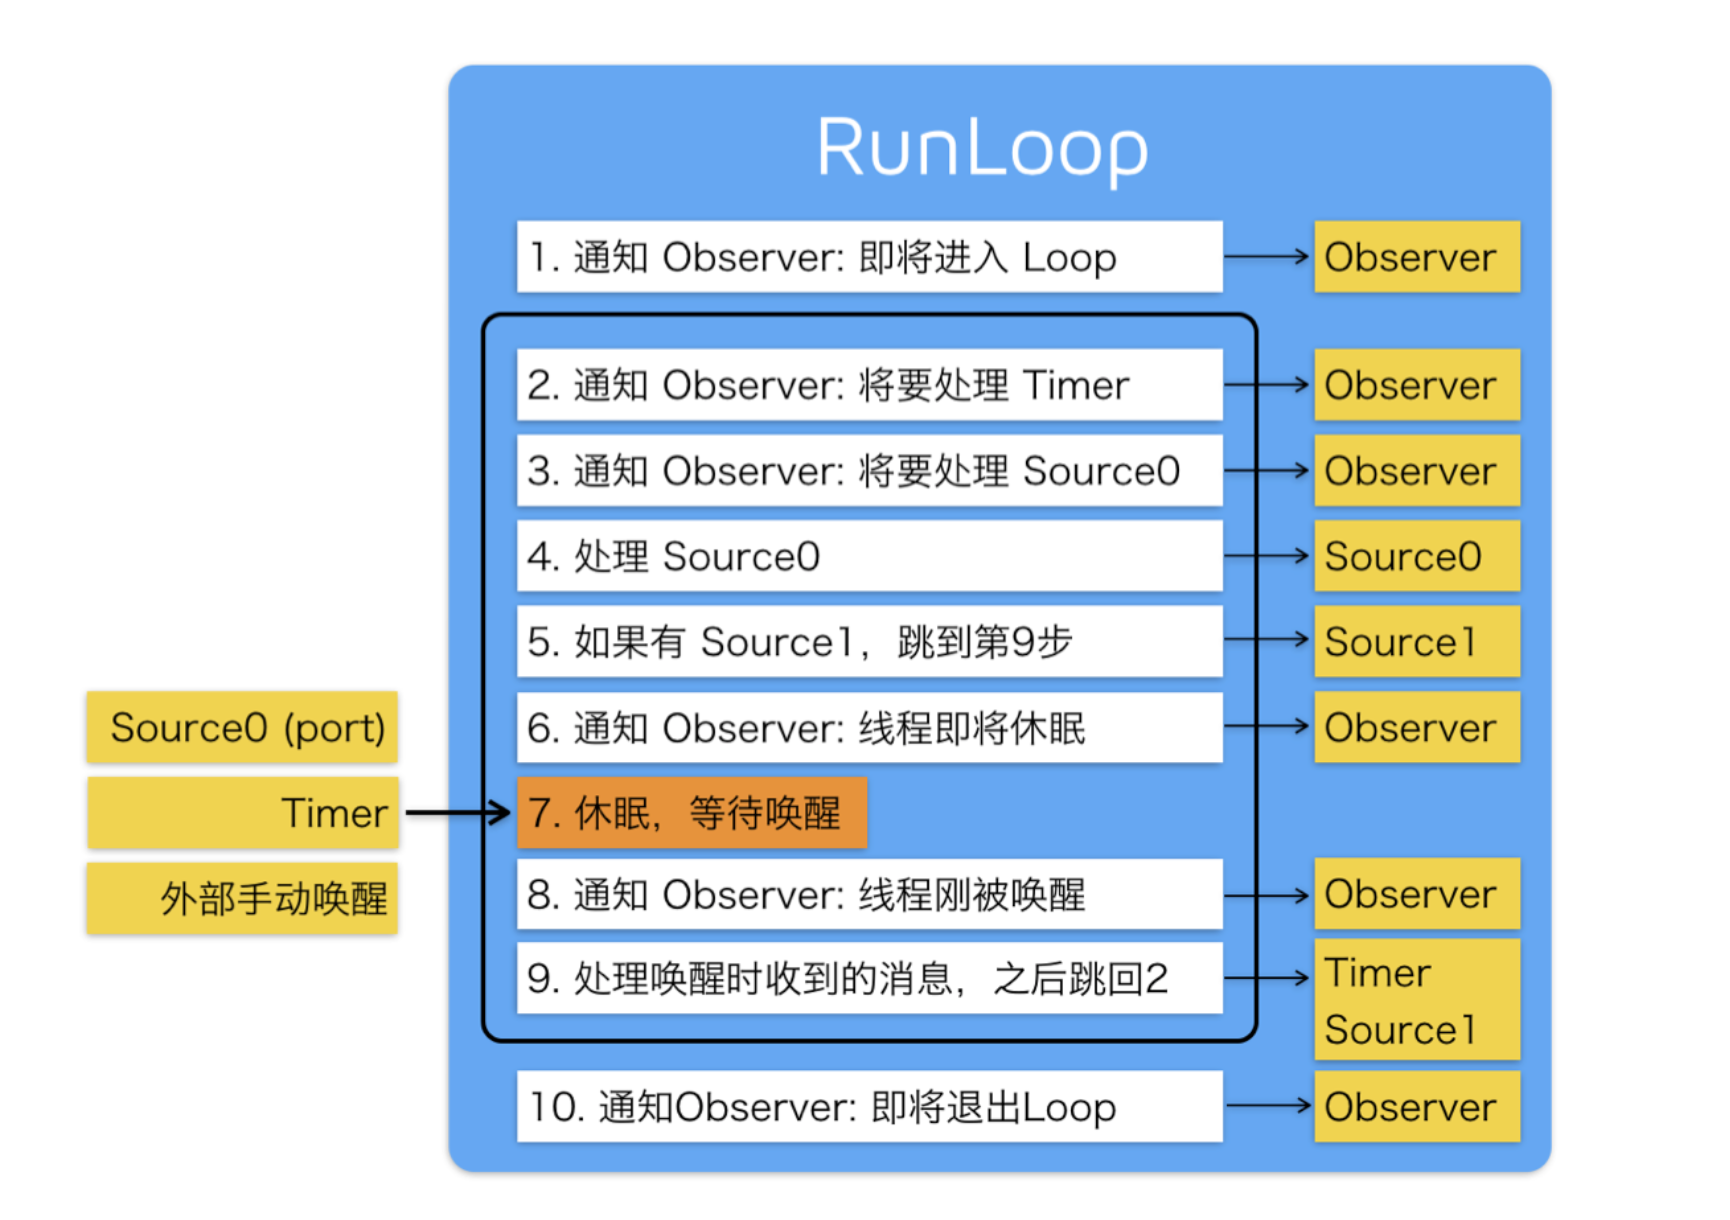 RunLoop
1. 通知 Observer: 即将进入 Loop
Observer
2. 通知 Observer: 将要处理 Timer
Observer
3. 通知 Observer: 将要处理 Source0
Observer
4. 处理 Source0
Source0
5. 如果有 Source1，跳到第9步
Source1
Source0 (port)
6. 通知 Observer: 线程即将休眠
Observer
Timer
7. 休眠，等待唤醒
外部手动唤醒
8. 通知 Observer: 线程刚被唤醒
Observer
9. 处理唤醒时收到的消息，之后跳回2
Timer
Source1
10. 通知Observer: 即将退出Loop
Observer